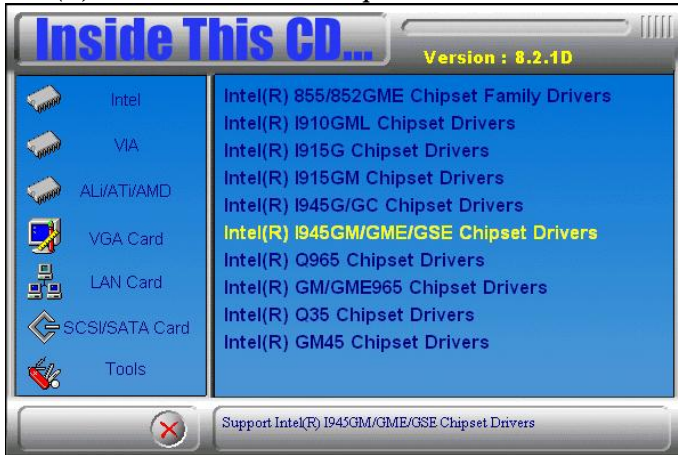 Inside This CD...
Version : 8.2.1D
Intel
VIA
ALi/ATi/AMD
VGA Card
LAN Card
SCSI/SATA Card
Tools
Intel(R) 855/852GME Chipset Family Drivers
Intel(R) I910GML Chipset Drivers
Intel(R) I915G Chipset Drivers
Intel(R) I915GM Chipset Drivers
Intel(R) I945G/GC Chipset Drivers
Intel(R) I945GM/GME/GSE Chipset Drivers
Intel(R) Q965 Chipset Drivers
Intel(R) GM/GME965 Chipset Drivers
Intel(R) Q35 Chipset Drivers
Intel(R) GM45 Chipset Drivers
Support Intel(R) I945GM/GME/GSE Chipset Drivers